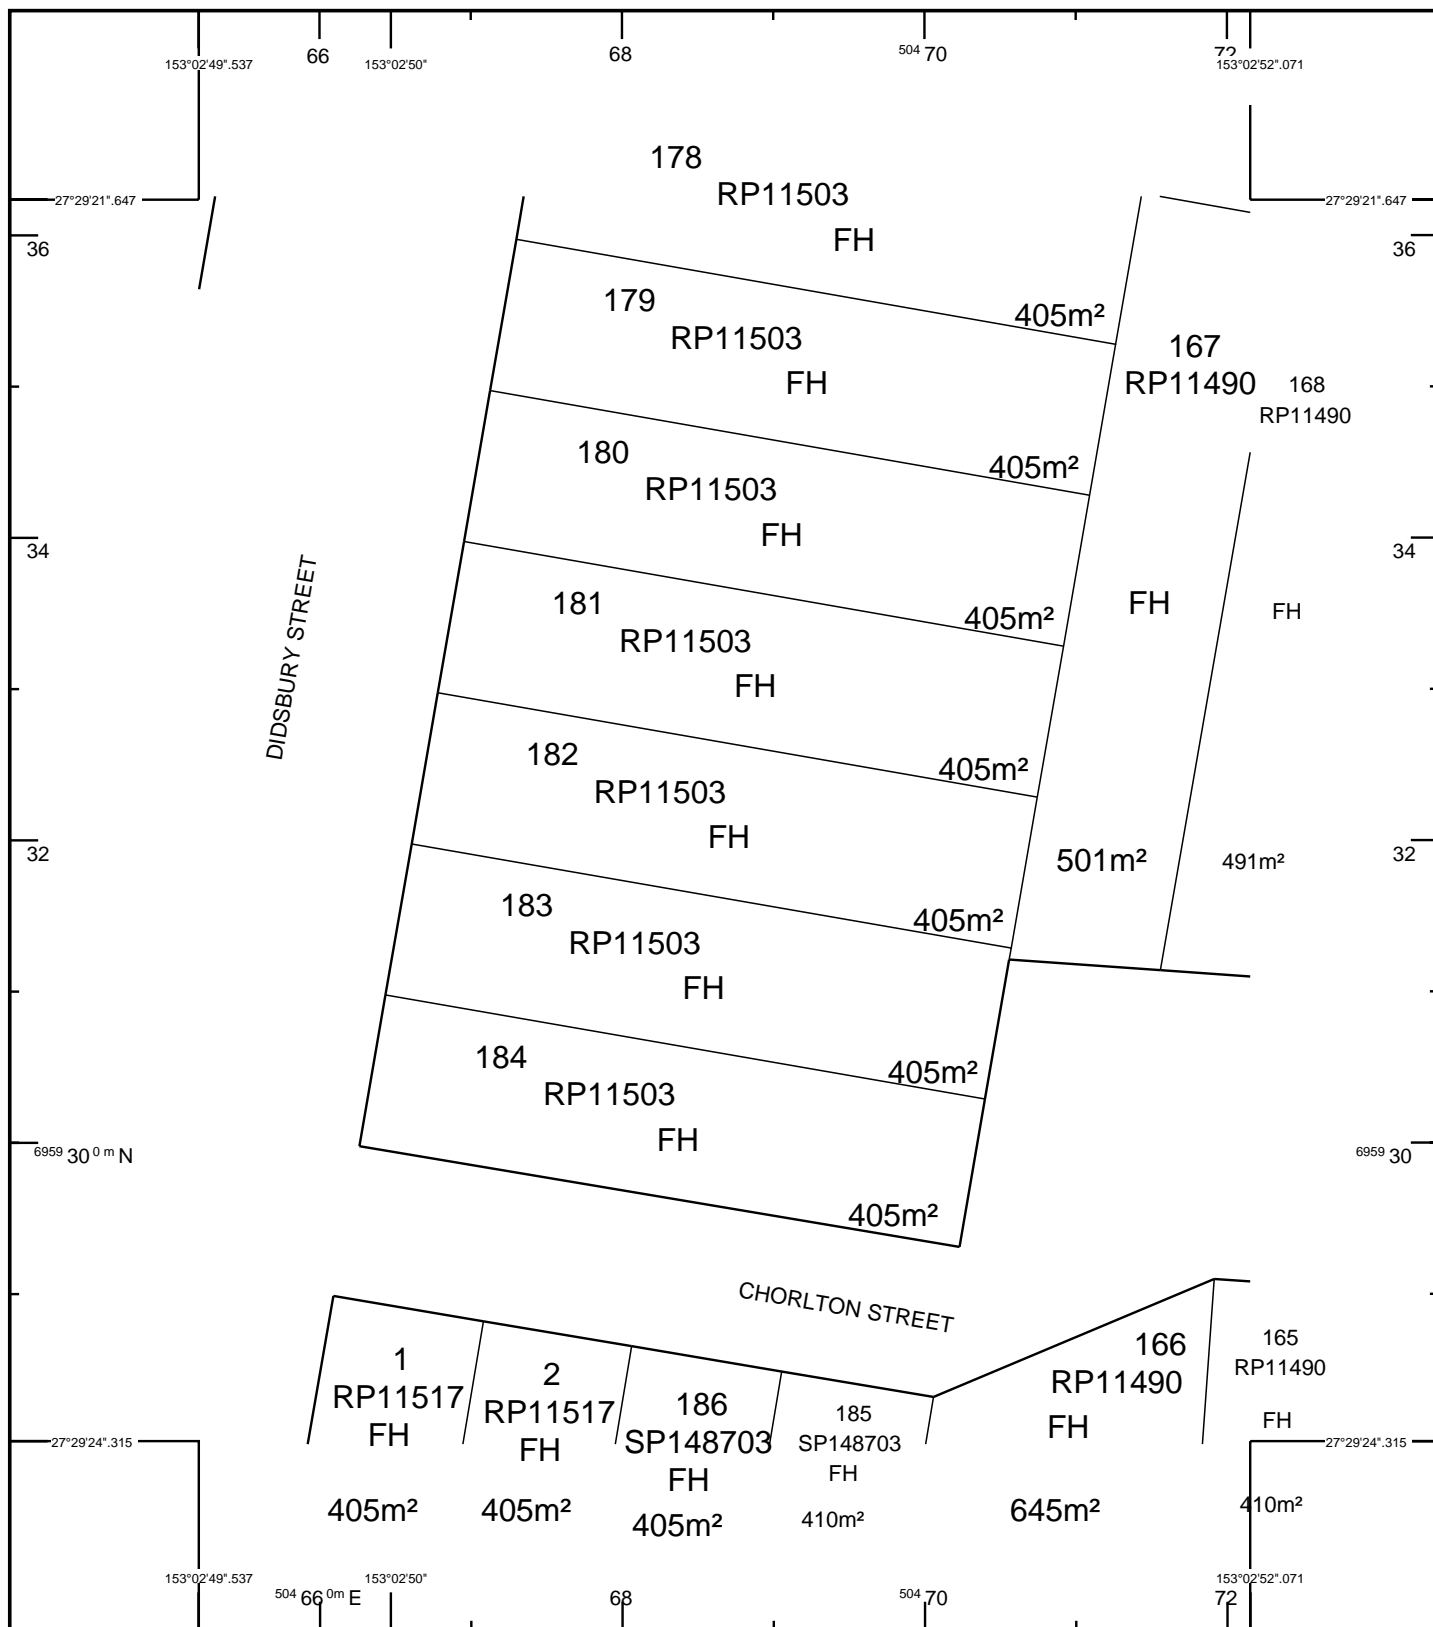 66
68
504 70
72
153°02'49".537
153°02'50"
153°02'52".071
178
RP11503
FH
27°29'21".647
27°29'21".647
36
36
179
RP11503
FH
405m²
167
RP11490
168
RP11490
180
RP11503
FH
405m²
34
34
181
RP11503
FH
405m²
FH
FH
DIDSBURY STREET
182
RP11503
FH
405m²
32
32
501m²
491m²
183
RP11503
FH
405m²
184
RP11503
FH
405m²
6959 30 0 m N
6959 30
405m²
CHORLTON STREET
1
RP11517
FH
405m²
2
RP11517
FH
405m²
186
SP148703
FH
405m²
185
SP148703
FH
410m²
166
RP11490
FH
645m²
165
RP11490
FH
410m²
27°29'24".315
27°29'24".315
153°02'49".537
153°02'50"
153°02'52".071
504 66 0m E
68
504 70
72